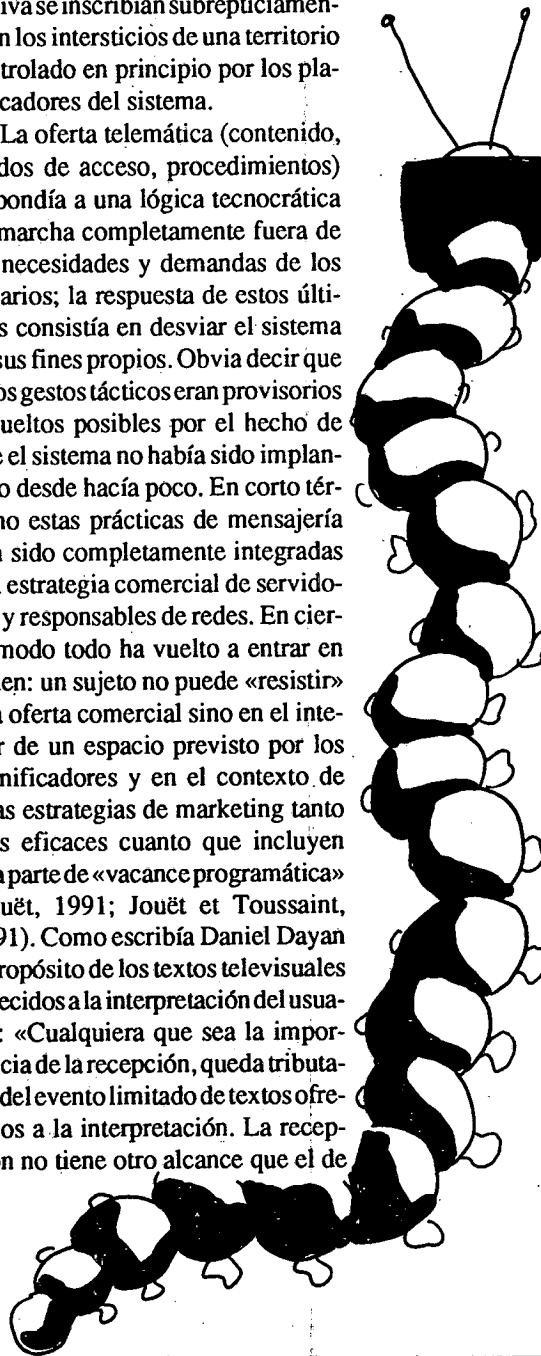 iva se inscribían subrepticiamen-
n los intersticios de una territorio
trolado en principio por los pla-
cadores del sistema.
La oferta telemática (contenido,
dos de acceso, procedimientos)
pondía a una lógica tecnocrática
marcha completamente fuera de
necesidades y demandas de los
arios; la respuesta de estos últi-
s consistía en desviar el sistema
sus fines propios. Obvia decir que
os gestos tácticos eran provisorios
ueltos posibles por el hecho de
e el sistema no había sido implan-
o desde hacía poco. En corto tér-
no estas prácticas de mensajería
n sido completamente integradas
a estrategia comercial de servido-
y responsables de redes. En cier-
modo todo ha vuelto a entrar en
en: un sujeto no puede «resistir»
a oferta comercial sino en el inte-
r de un espacio previsto por los
nificadores y en el contexto de
as estrategias de marketing tanto
s eficaces cuanto que incluyen
a parte de «vacance programática»
uët, 1991; Jouët et Toussaint,
91). Como escribía Daniel Dayan
ropósito de los textos televisuales
ecidos a la interpretación del usua-
: «Cualquiera que sea la impor-
cia de la recepción, queda tributa-
del evento limitado de textos ofre-
os a la interpretación. La recep-
n no tiene otro alcance que el de